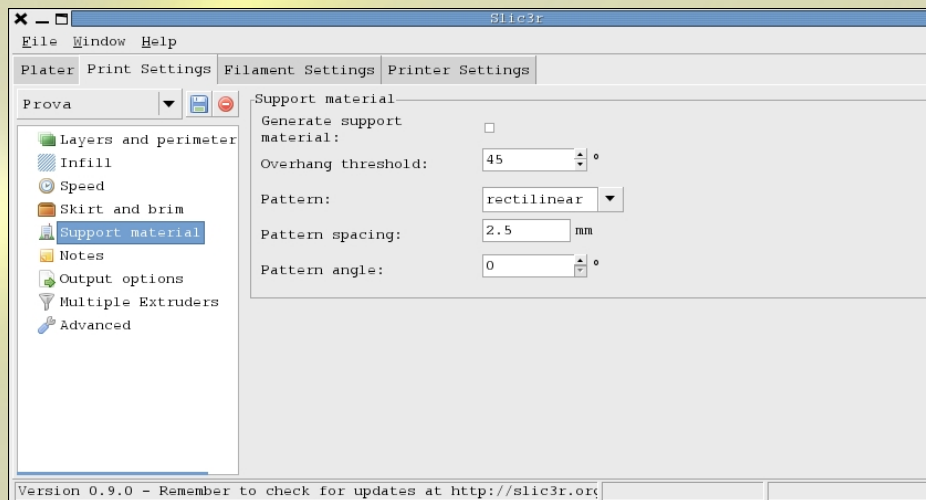 Slic3r
File Window Help
Plater Print Settings Filament Settings Printer Settings
Prova
Layers and perimeter
Infill
Speed
Skirt and brim
Support material
Notes
Output options
Multiple Extruders
Advanced
Support material
Generate support
material:
Overhang threshold: 45 °
Pattern: rectilinear
Pattern spacing: 2.5 mm
Pattern angle: 0 °
Version 0.9.0 - Remember to check for updates at http://slic3r.org